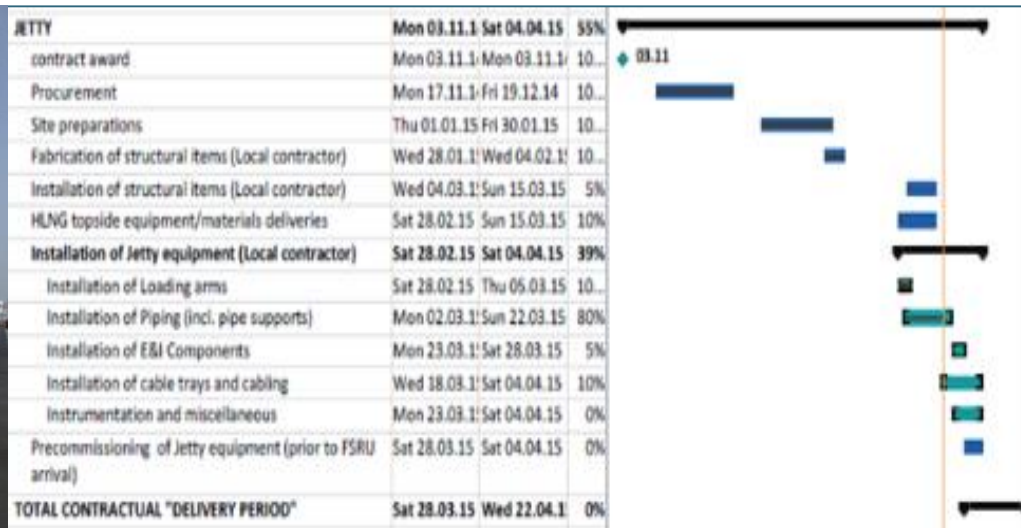 JETTY Mon 03.11.1 Sat 04.04.15 55%
contract award Mon 03.11.1 Mon 03.11.1 10... 03.11
Procurement Mon 17.11.1 Fri 19.12.14 10...
Site preparations Thu 01.01.15 Fri 30.01.15 10...
Fabrication of structural items (Local contractor) Wed 28.01.1 Wed 04.02.1 10...
Installation of structural items (Local contractor) Wed 04.03.1 Sun 15.03.15 5%
HLNG topside equipment/materials deliveries Sat 28.02.15 Sun 15.03.15 10%
Installation of Jetty equipment (Local contractor) Sat 28.02.15 Sat 04.04.15 39%
Installation of Loading arms Sat 28.02.15 Thu 05.03.15 10...
Installation of Piping (incl. pipe supports) Mon 02.03.1 Sun 22.03.15 80%
Installation of E&I Components Mon 23.03.1 Sat 28.03.15 5%
Installation of cable trays and cabling Wed 18.03.1 Sat 04.04.15 10%
Instrumentation and miscellaneous Mon 23.03.1 Sat 04.04.15 0%
Precommissioning of Jetty equipment (prior to FSRU Sat 28.03.15 Sat 04.04.15 0%
arrival)
TOTAL CONTRACTUAL "DELIVERY PERIOD" Sat 28.03.15 Wed 22.04.1 0%